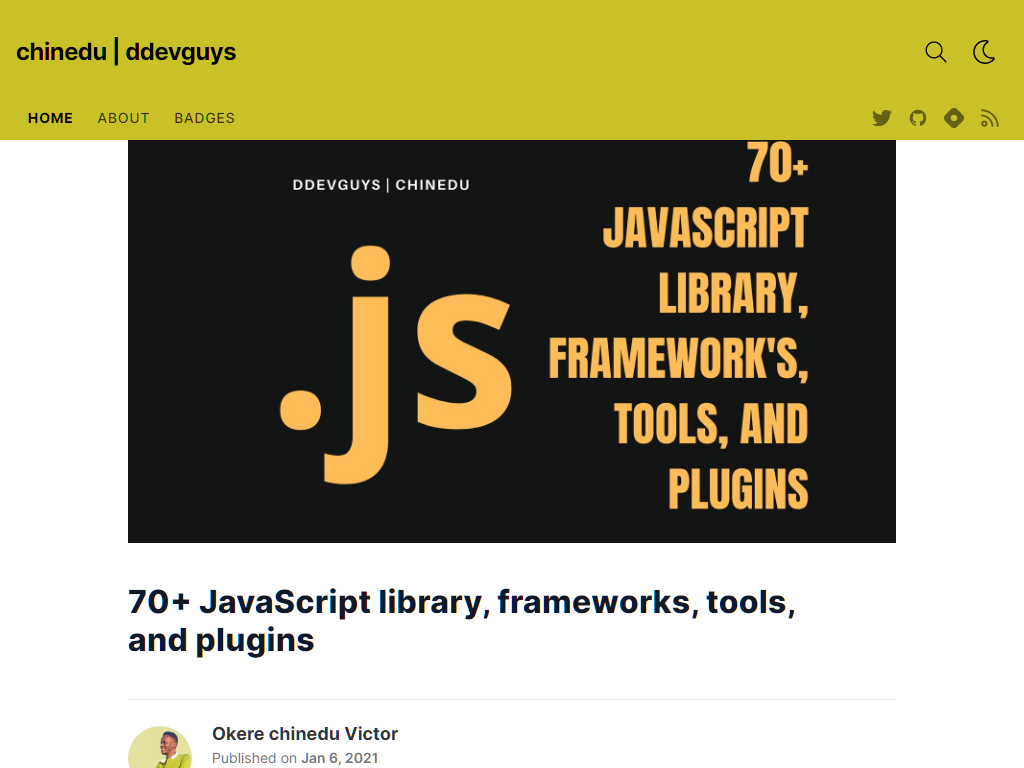 chinedu | ddevguys
HOME ABOUT BADGES
DDEVGUYS | CHINEDU
.js
70+
JAVASCRIPT
LIBRARY,
FRAMEWORK'S,
TOOLS, AND
PLUGINS
70+ JavaScript library, frameworks, tools,
and plugins
Okere chinedu Victor
Published on Jan 6, 2021